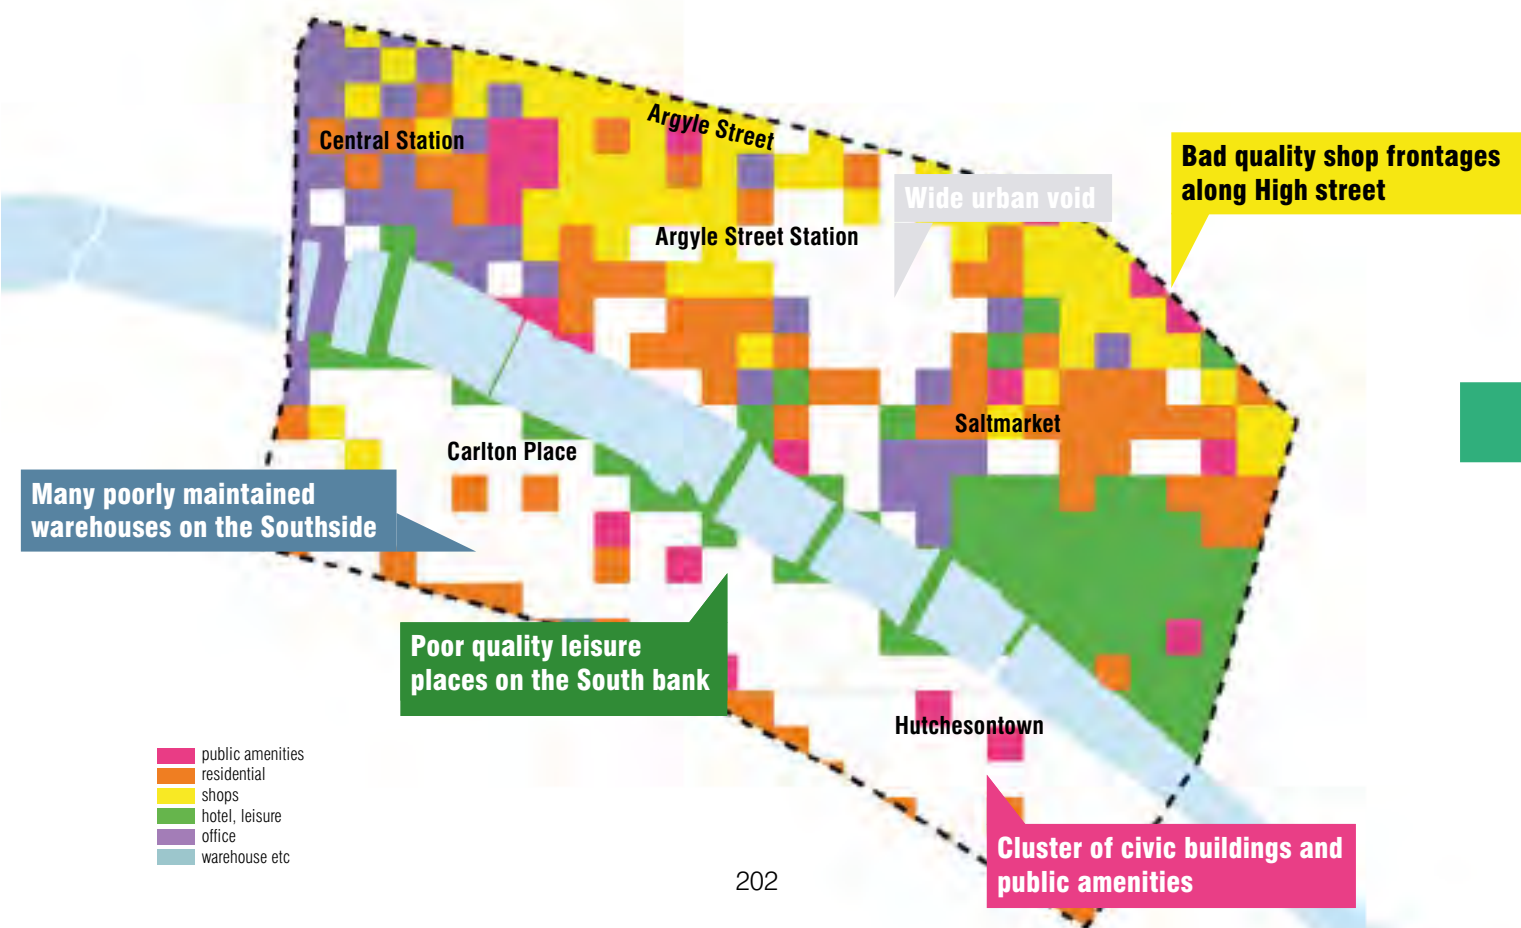 Argyle Street
Central Station
Bad quality shop frontages
along High street
Wide urban void
Argyle Street Station
Saltmarket
Carlton Place
Many poorly maintained
warehouses on the Southside
Poor quality leisure
places on the South bank
Hutchesontown
public amenities
residential
shops
hotel, leisure
office
warehouse etc
Cluster of civic buildings and
public amenities
202